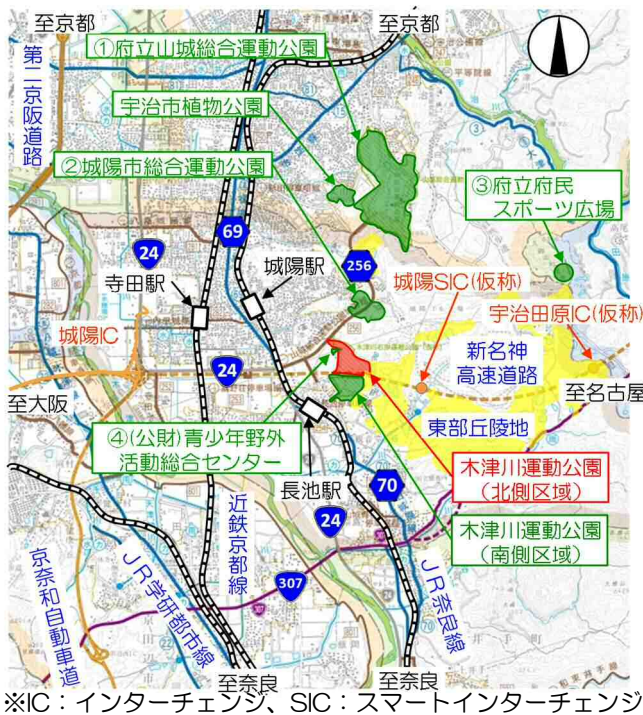 至京都
至京都
①府立山城総合運動公園
第二京阪道路
宇治市植物公園
②城陽市総合運動公園
③府立府民
スポーツ広場
69
24
256
寺田駅
城陽駅
城陽SIC(仮称)
宇治田原IC(仮称)
城陽IC
新名神
高速道路
24
至大阪
至名古屋
東部丘陵地
④(公財)青少年野外
活動総合センター
木津川運動公園
(北側区域)
長池駅
70
近鉄京都線
24
木津川運動公園
(南側区域)
京奈和自動車道
JR学研都市線
307
JR奈良線
至奈良
至奈良
※IC:インターチェンジ、SIC:スマートインターチェンジ